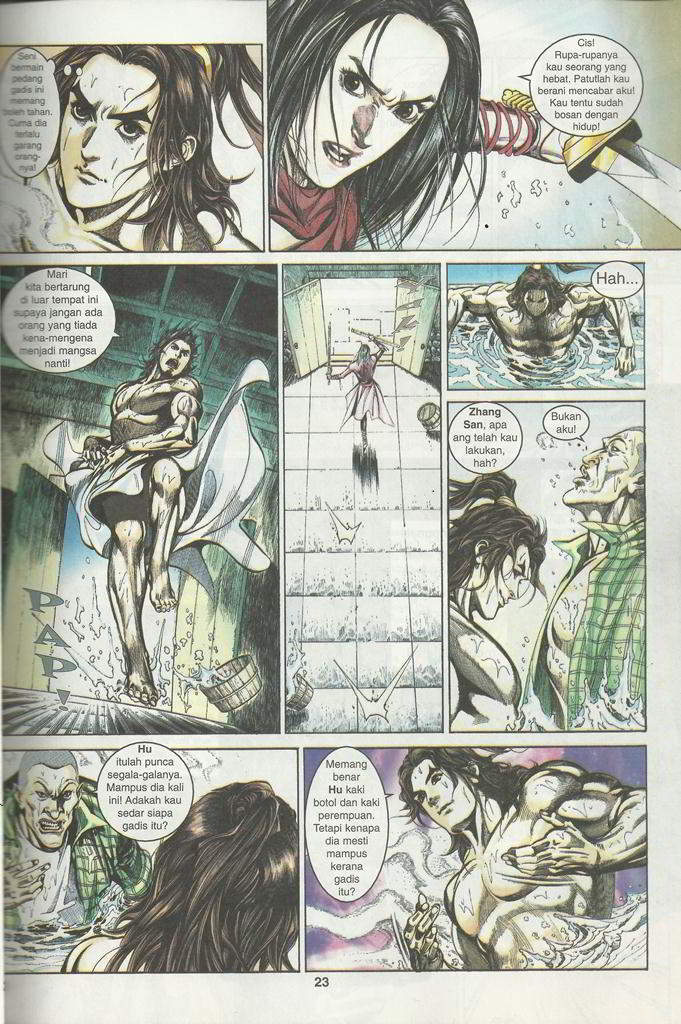 Seni
bermain
pedang
gadis ini
memang
boleh tahan.
Cuma dia
terlalu
garang
orang-
nya!
Cis!
Rupa-rupanya
kau seorang yang
hebat. Patutlah kau
berani mencabar aku!
Kau tentu sudah
bosan dengan
hidup!
Mari
kita bertarung
di luar tempat ini
supaya jangan ada
orang yang tiada
kena-mengena
menjadi mangsa
nanti!
PAP!
Hah...
Zhang
San, apa
yang telah kau
lakukan,
hah?
Bukan
aku!
Hu
itulah punca
segala-galanya.
Mampus dia kali
ini! Adakah kau
sedar siapa
gadis itu?
Memang
benar
Hu kaki
botol dan kaki
perempuan.
Tetapi kenapa
dia mesti
mampus
kerana
gadis
itu?
23